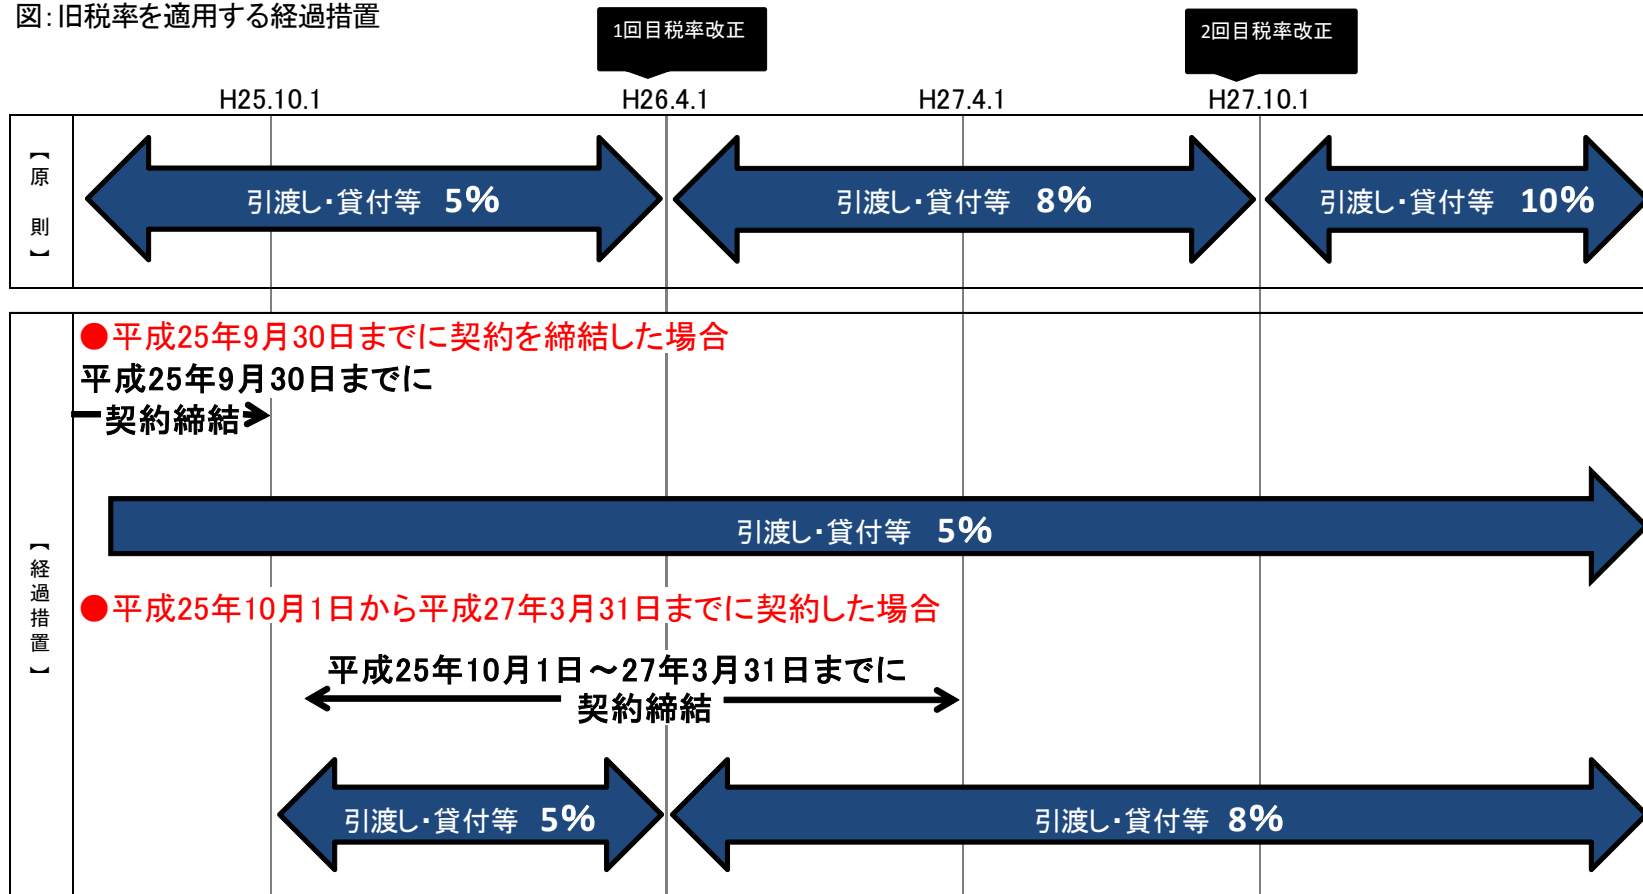 図：旧税率を適用する経過措置
1回目税率改正
2回目税率改正
H25.10.1
H26.4.1
H27.4.1
H27.10.1
【原　則】
引渡し・貸付等　5%
引渡し・貸付等　8%
引渡し・貸付等　10%
【経過措置】
●平成25年9月30日までに契約を締結した場合
平成25年9月30日までに
契約締結
引渡し・貸付等　5%
●平成25年10月1日から平成27年3月31日までに契約した場合
平成25年10月1日～27年3月31日までに
契約締結
引渡し・貸付等　5%
引渡し・貸付等　8%